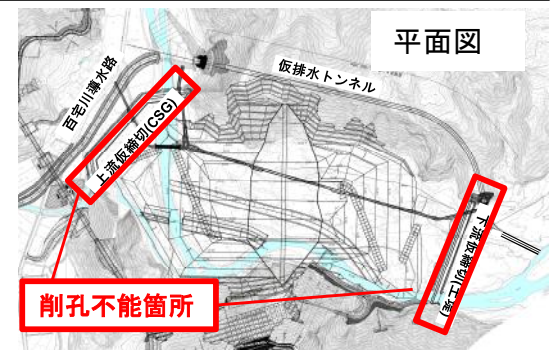 平面図
仮排水トンネル
百宅川導水路
上流仮締切(CSG)
下流仮締切(土堤)
削孔不能箇所